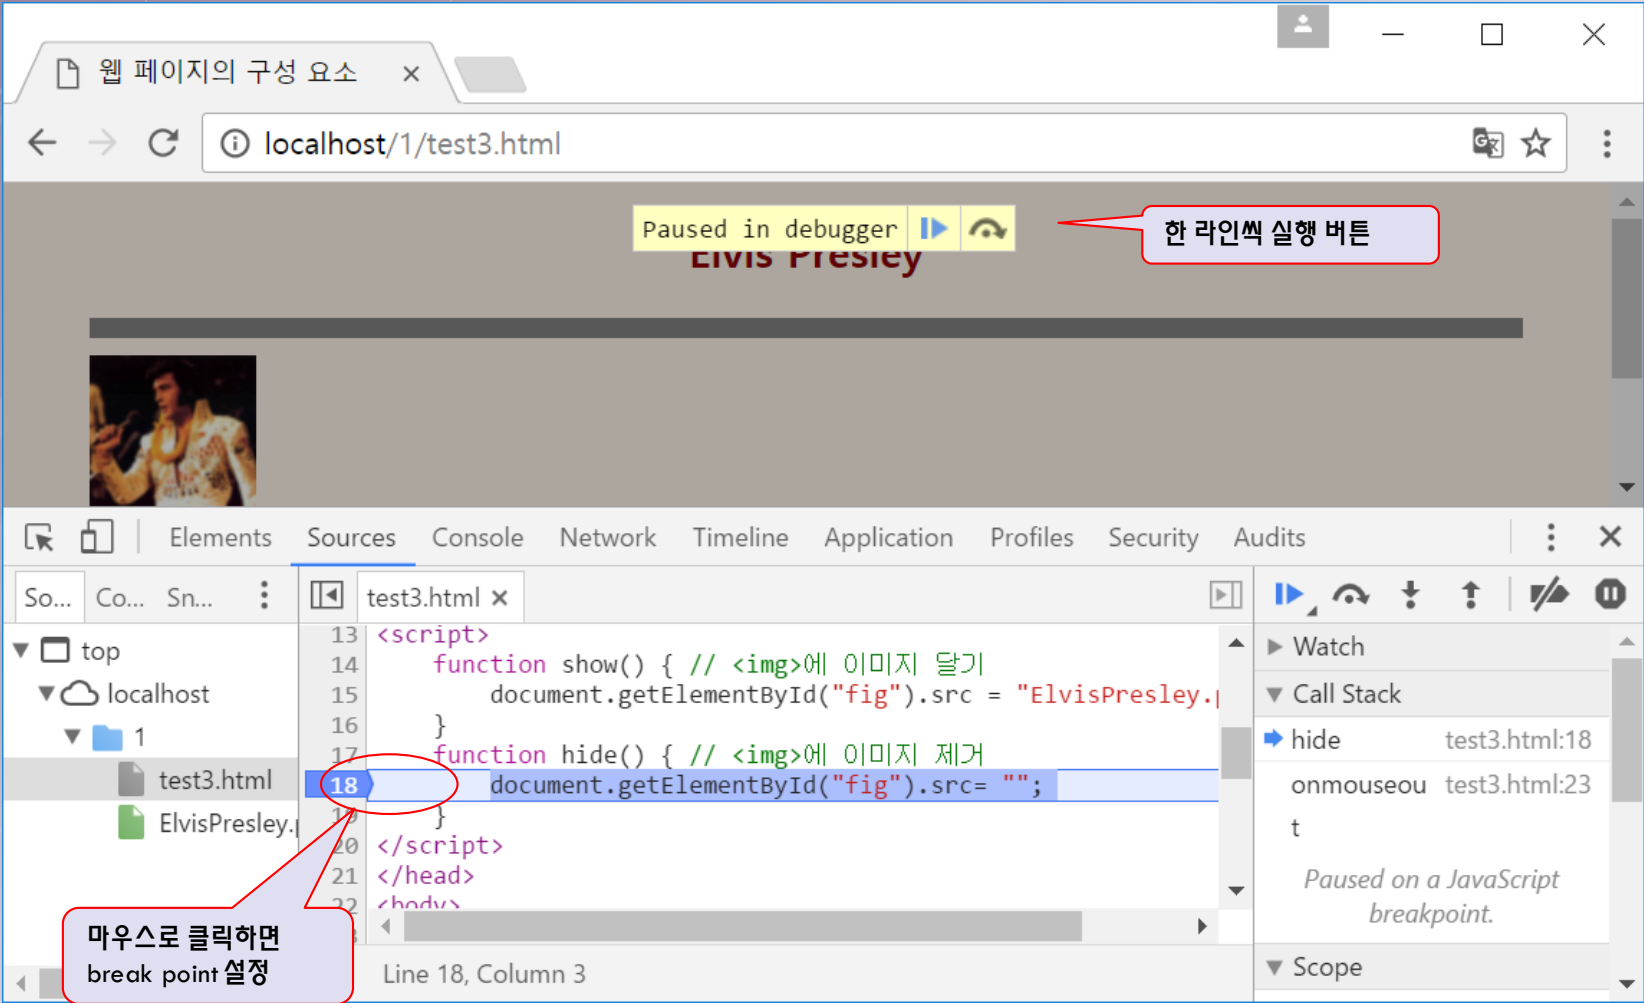 웹 페이지의 구성 요소
localhost/1/test3.html
Paused in debugger
한 라인씩 실행 버튼
Elvis Presley
Elements Sources Console Network Timeline Application Profiles Security Audits
So... Co... Sn...
test3.html
top
localhost
1
test3.html
ElvisPresley.
13 <script>
14 function show() { // <img>에 이미지 달기
15 document.getElementById("fig").src = "ElvisPresley.
16 }
17 function hide() { // <img>에 이미지 제거
18 document.getElementById("fig").src= "";
19 }
20 </script>
21 </head>
22 <body>
마우스로 클릭하면
break point 설정
Line 18, Column 3
Watch
Call Stack
hide test3.html:18
onmouseou test3.html:23
t
Paused on a JavaScript
breakpoint.
Scope